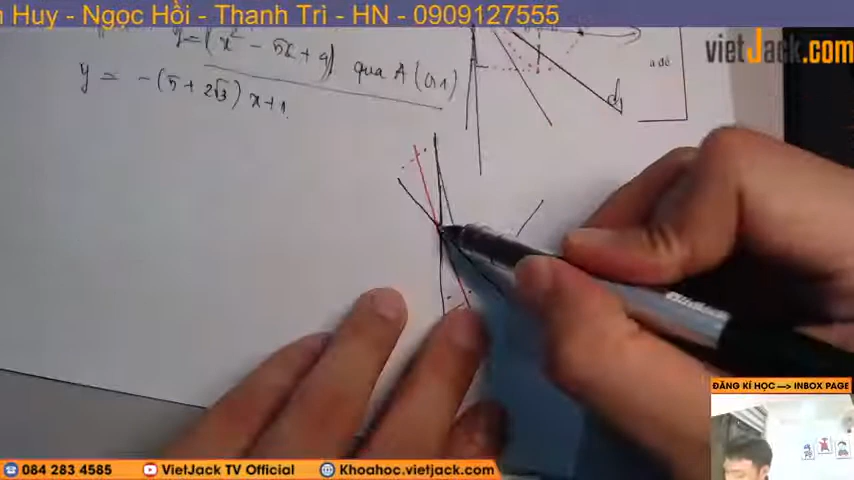 Huy - Ngọc Hồi - Thanh Trì - HN - 0909127555
vietJack.com
y = (x² - 5x + 9) qua A (0,1)
y = -(5 + 2√3) x + 1
d₁
a để
ĐĂNG KÍ HỌC --> INBOX PAGE
084 283 4585 VietJack TV Official Khoahoc.vietjack.com